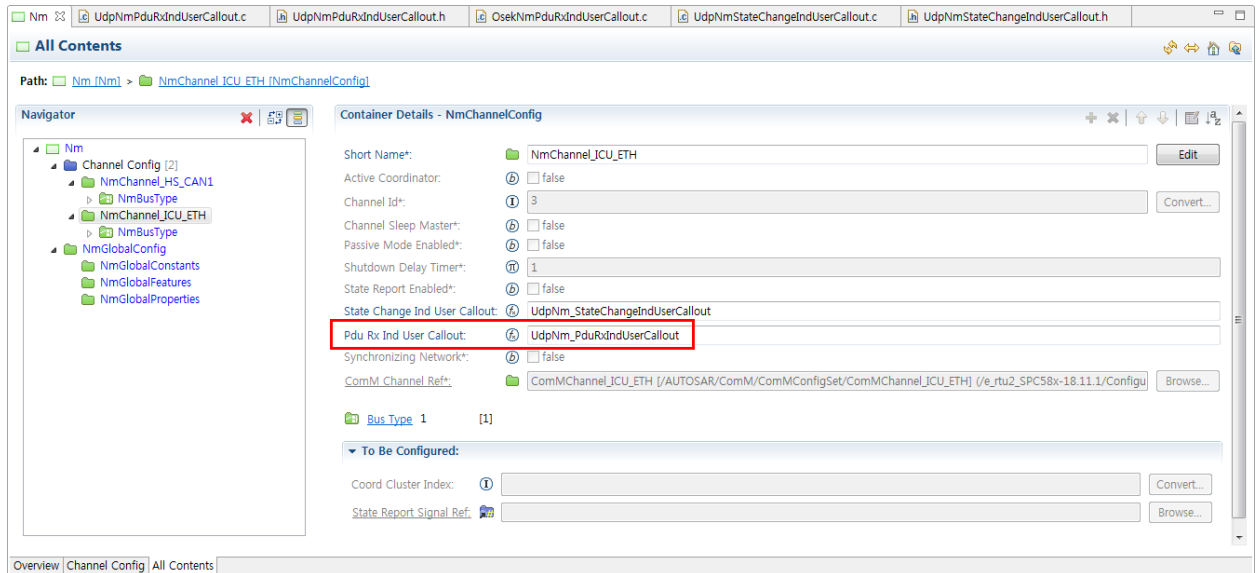 Nm
UdpNmPduRxIndUserCallout.c
UdpNmPduRxIndUserCallout.h
OsekNmPduRxIndUserCallout.c
UdpNmStateChangeIndUserCallout.c
UdpNmStateChangeIndUserCallout.h
All Contents
Path: Nm [Nm] > NmChannel ICU ETH [NmChannelConfig]
Navigator
Nm
Channel Config [2]
NmChannel_HS_CAN1
NmBusType
NmChannel_ICU_ETH
NmBusType
NmGlobalConfig
NmGlobalConstants
NmGlobalFeatures
NmGlobalProperties
Container Details - NmChannelConfig
Short Name*: NmChannel_ICU_ETH Edit
Active Coordinator: false
Channel Id*: 3 Convert...
Channel Sleep Master*: false
Passive Mode Enabled*: false
Shutdown Delay Timer*: 1
State Report Enabled*: false
State Change Ind User Callout: UdpNm_StateChangeIndUserCallout
Pdu Rx Ind User Callout: UdpNm_PduRxIndUserCallout
Synchronizing Network*: false
ComM Channel Ref*: ComMChannel_ICU_ETH [/AUTOSAR/ComM/ComMConfigSet/ComMChannel_ICU_ETH] (/e_rtu2_SPC58x-18.11.1/Configu Browse...
Bus Type 1 [1]
To Be Configured:
Coord Cluster Index: Convert...
State Report Signal Ref: Browse...
Overview Channel Config All Contents